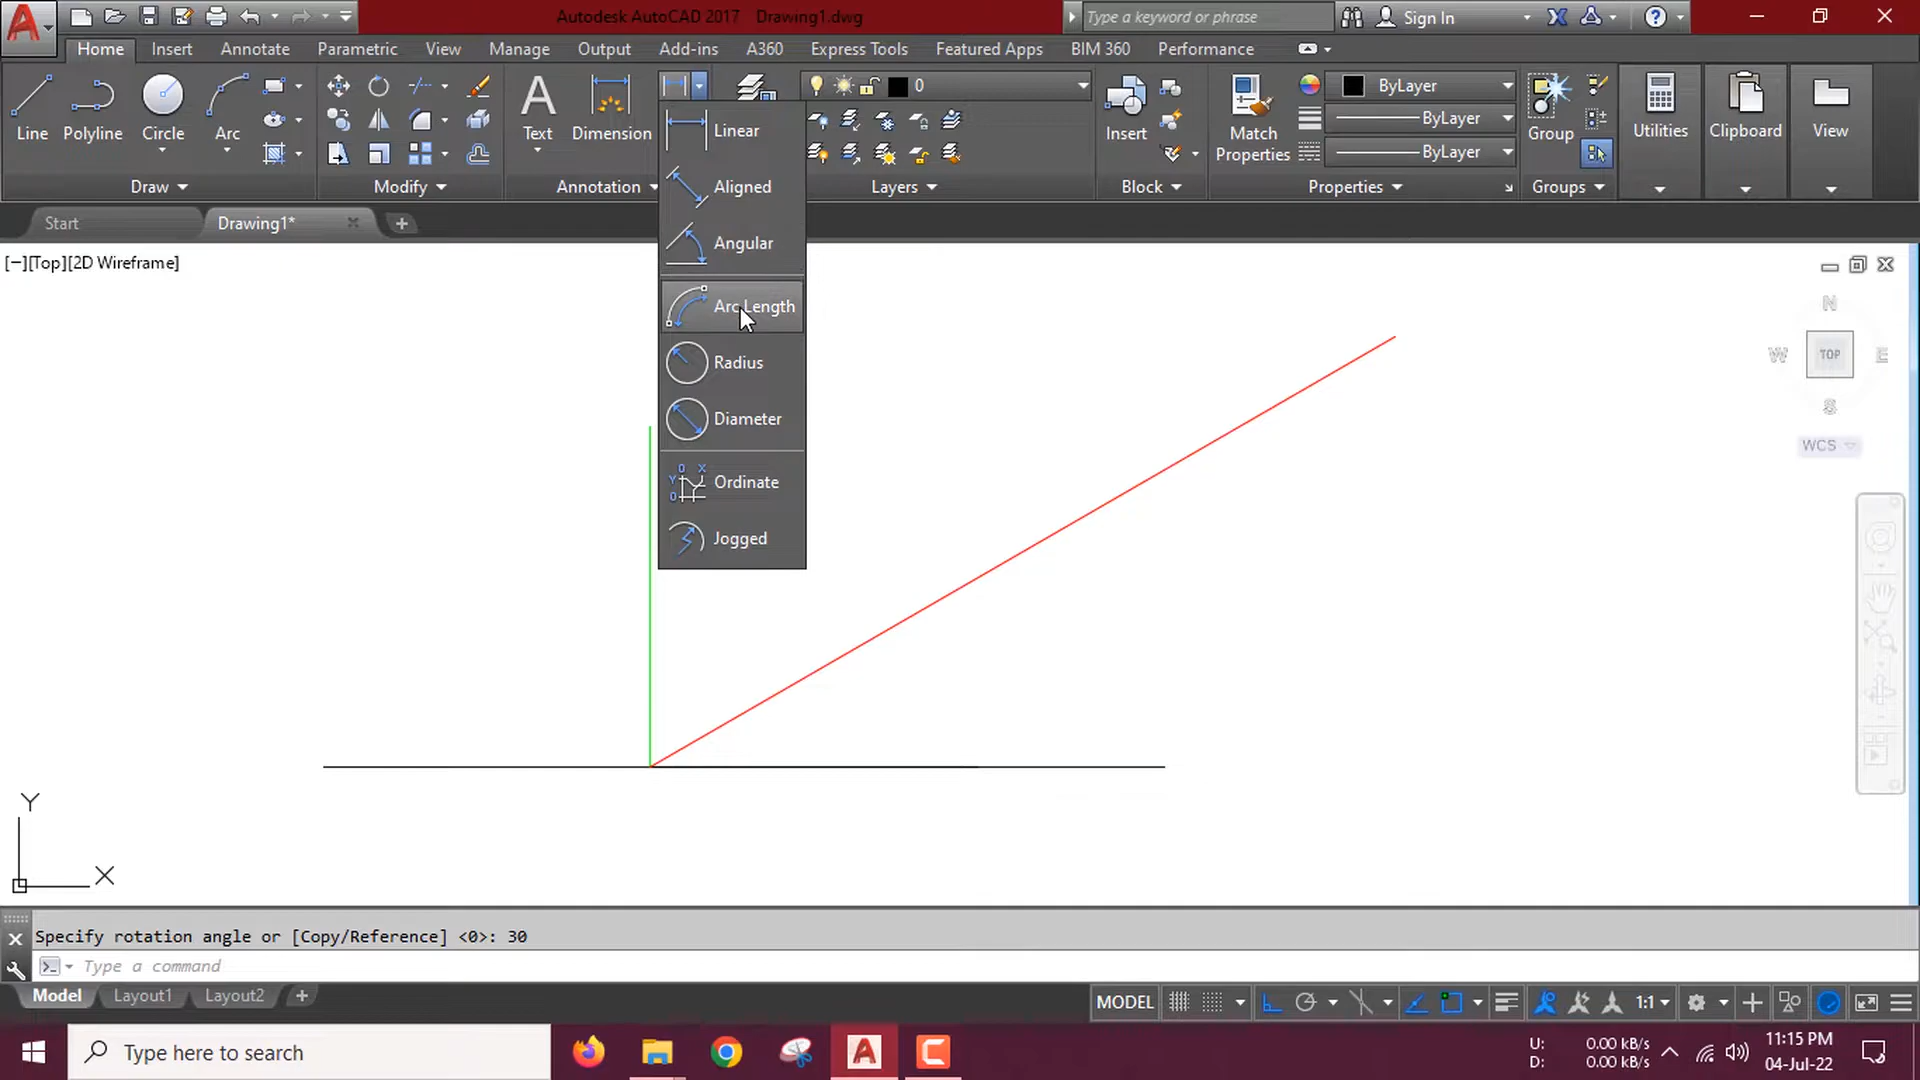 Autodesk AutoCAD 2017 Drawing1.dwg
Type a keyword or phrase
Sign In
Home Insert Annotate Parametric View Manage Output Add-ins A360 Express Tools Featured Apps BIM 360 Performance
Line Polyline Circle Arc
Text Dimension
0
Insert
Match
Properties
ByLayer
ByLayer
ByLayer
Group
Utilities Clipboard View
Draw Modify Annotation Layers Block Properties Groups
Linear
Aligned
Angular
Arc Length
Radius
Diameter
Ordinate
Jogged
Start Drawing1*
[−][Top][2D Wireframe]
N
W TOP E
S
WCS
Y
X
Specify rotation angle or [Copy/Reference] <0>: 30
Type a command
Model Layout1 Layout2
MODEL 1:1
Type here to search
U: 0.00 kB/s
D: 0.00 kB/s
11:15 PM
04-Jul-22